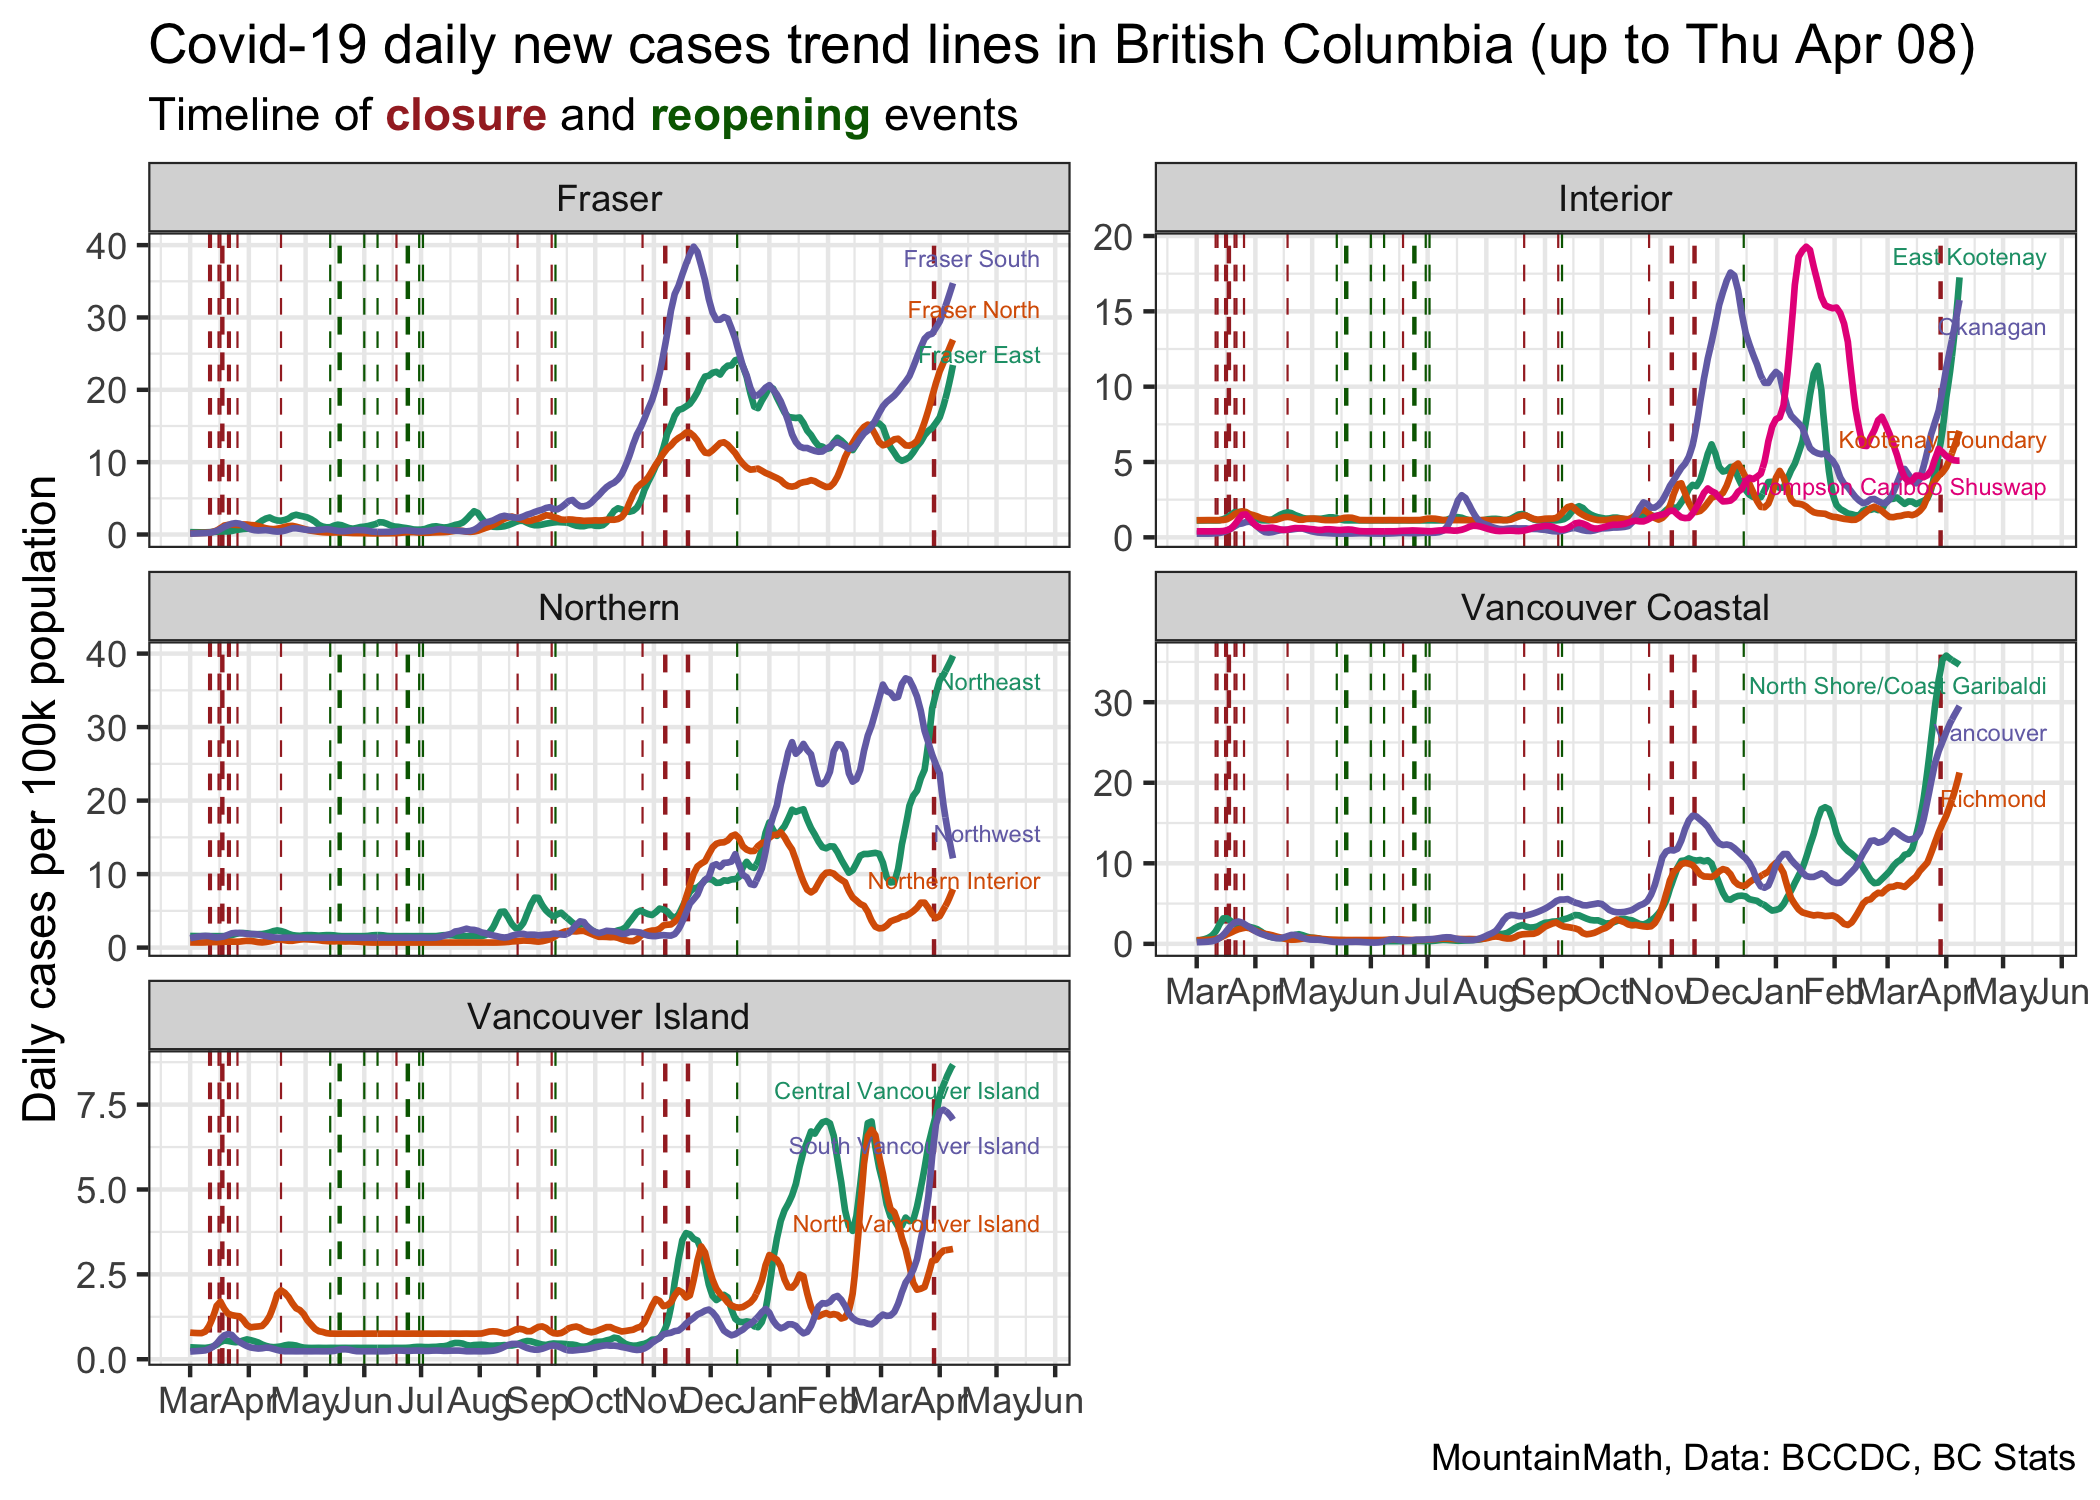 Covid-19 daily new cases trend lines in British Columbia (up to Thu Apr 08)
Timeline of closure and reopening events
Daily cases per 100k population
Fraser
40
30
20
10
0
Fraser South
Fraser North
Fraser East
Interior
20
15
10
5
0
East Kootenay
Okanagan
Kootenay Boundary
Thompson Cariboo Shuswap
Northern
40
30
20
10
0
Northeast
Northwest
Northern Interior
Vancouver Coastal
30
20
10
0
North Shore/Coast Garibaldi
Vancouver
Richmond
Mar Apr May Jun Jul Aug Sep Oct Nov Dec Jan Feb Mar Apr May Jun
Vancouver Island
7.5
5.0
2.5
0.0
Central Vancouver Island
South Vancouver Island
North Vancouver Island
Mar Apr May Jun Jul Aug Sep Oct Nov Dec Jan Feb Mar Apr May Jun
MountainMath, Data: BCCDC, BC Stats